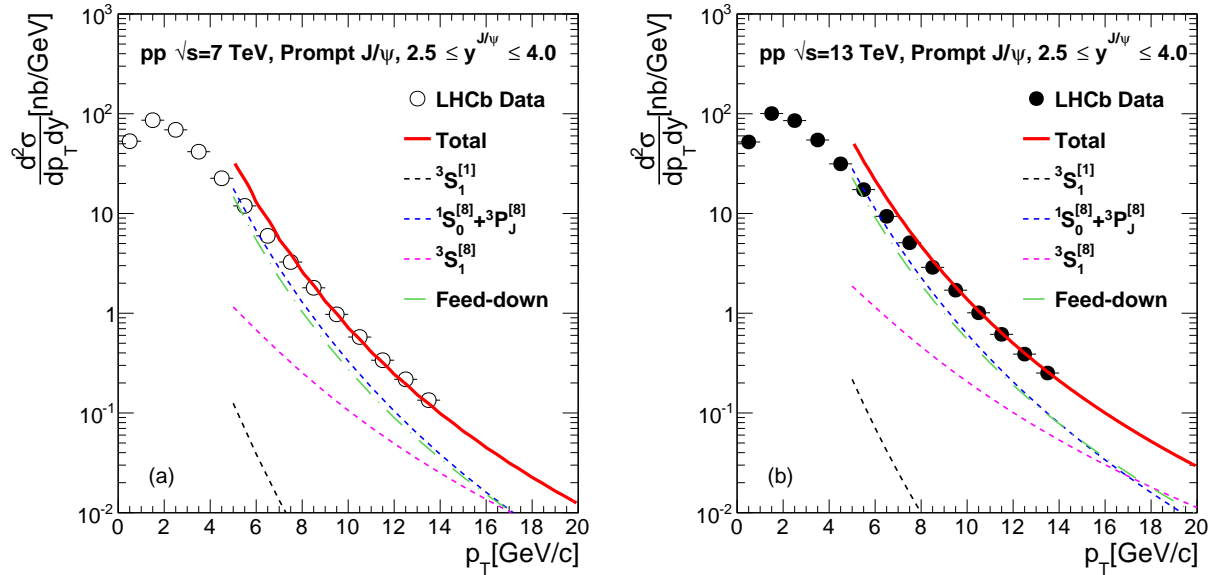 pp √s=7 TeV, Prompt J/ψ, 2.5 ≤ y^{J/ψ} ≤ 4.0
LHCb Data
Total
³S₁^{[1]}
¹S₀^{[8]}+³P_J^{[8]}
³S₁^{[8]}
Feed-down
(a)
d²σ/dp_T dy [nb/GeV]
10³
10²
10
1
10⁻¹
10⁻²
0 2 4 6 8 10 12 14 16 18 20
p_T[GeV/c]
pp √s=13 TeV, Prompt J/ψ, 2.5 ≤ y^{J/ψ} ≤ 4.0
LHCb Data
Total
³S₁^{[1]}
¹S₀^{[8]}+³P_J^{[8]}
³S₁^{[8]}
Feed-down
(b)
d²σ/dp_T dy [nb/GeV]
10³
10²
10
1
10⁻¹
10⁻²
0 2 4 6 8 10 12 14 16 18 20
p_T[GeV/c]